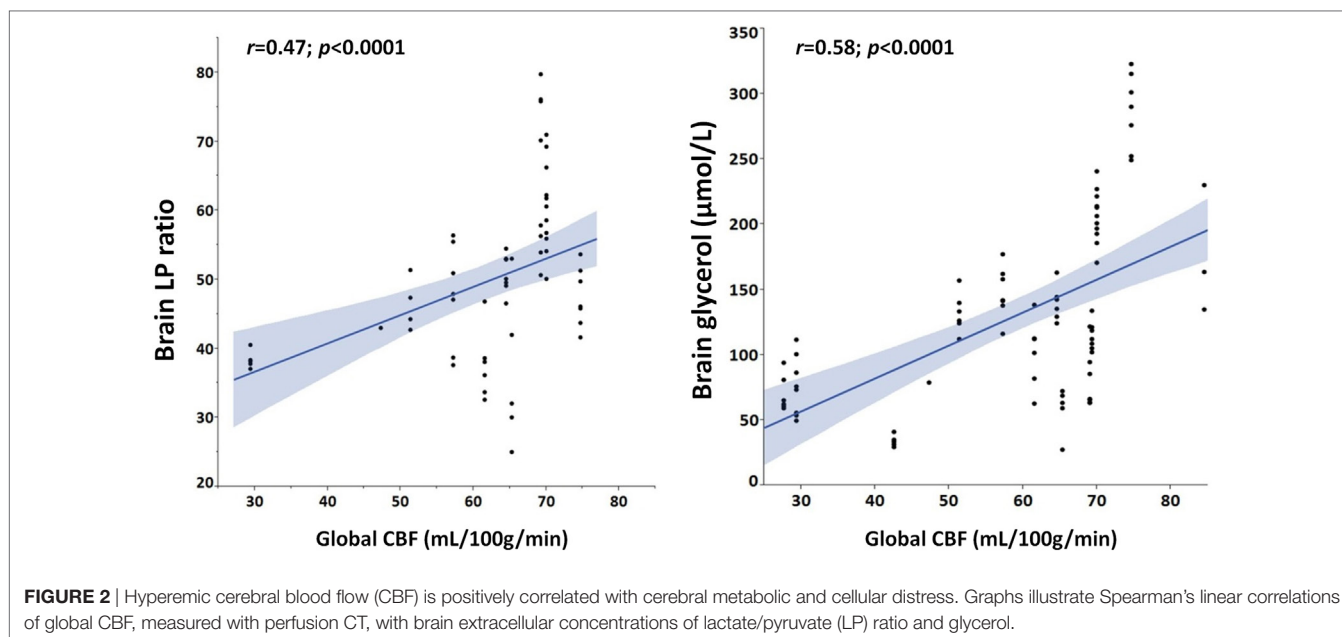 r=0.47; p<0.0001
80
70
60
50
40
30
20
Brain LP ratio
30 40 50 60 70 80
Global CBF (mL/100g/min)
r=0.58; p<0.0001
350
300
250
200
150
100
50
0
Brain glycerol (µmol/L)
30 40 50 60 70 80
Global CBF (mL/100g/min)
FIGURE 2 | Hyperemic cerebral blood flow (CBF) is positively correlated with cerebral metabolic and cellular distress. Graphs illustrate Spearman’s linear correlations
of global CBF, measured with perfusion CT, with brain extracellular concentrations of lactate/pyruvate (LP) ratio and glycerol.